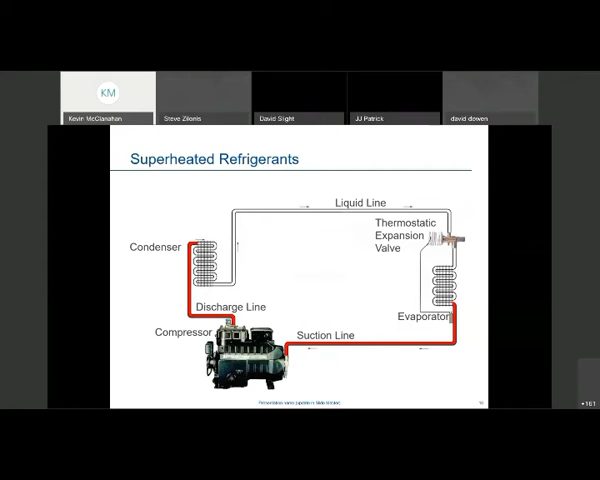 KM
Kevin McClanahan
Steve Zilonis
David Slight
JJ Patrick
david dowen
Superheated Refrigerants
Liquid Line
Thermostatic
Expansion
Valve
Condenser
Discharge Line
Evaporator
Compressor
Suction Line
+161